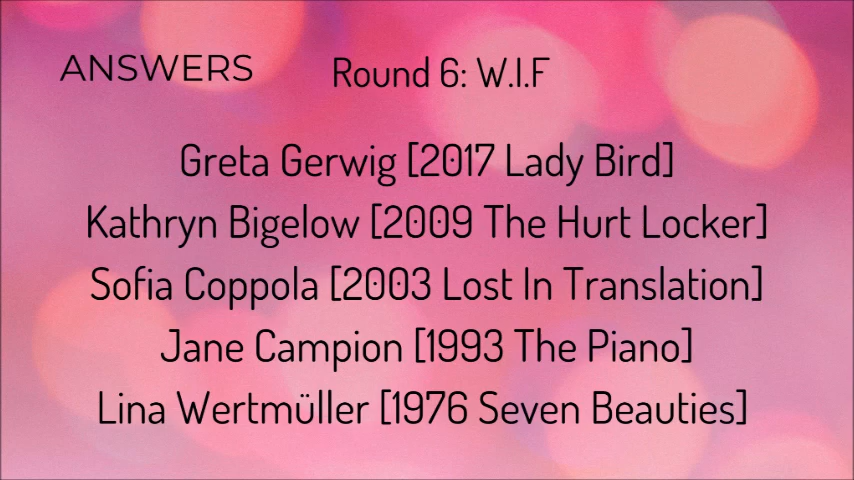 ANSWERS
Round 6: W.I.F
Greta Gerwig [2017 Lady Bird]
Kathryn Bigelow [2009 The Hurt Locker]
Sofia Coppola [2003 Lost In Translation]
Jane Campion [1993 The Piano]
Lina Wertmüller [1976 Seven Beauties]